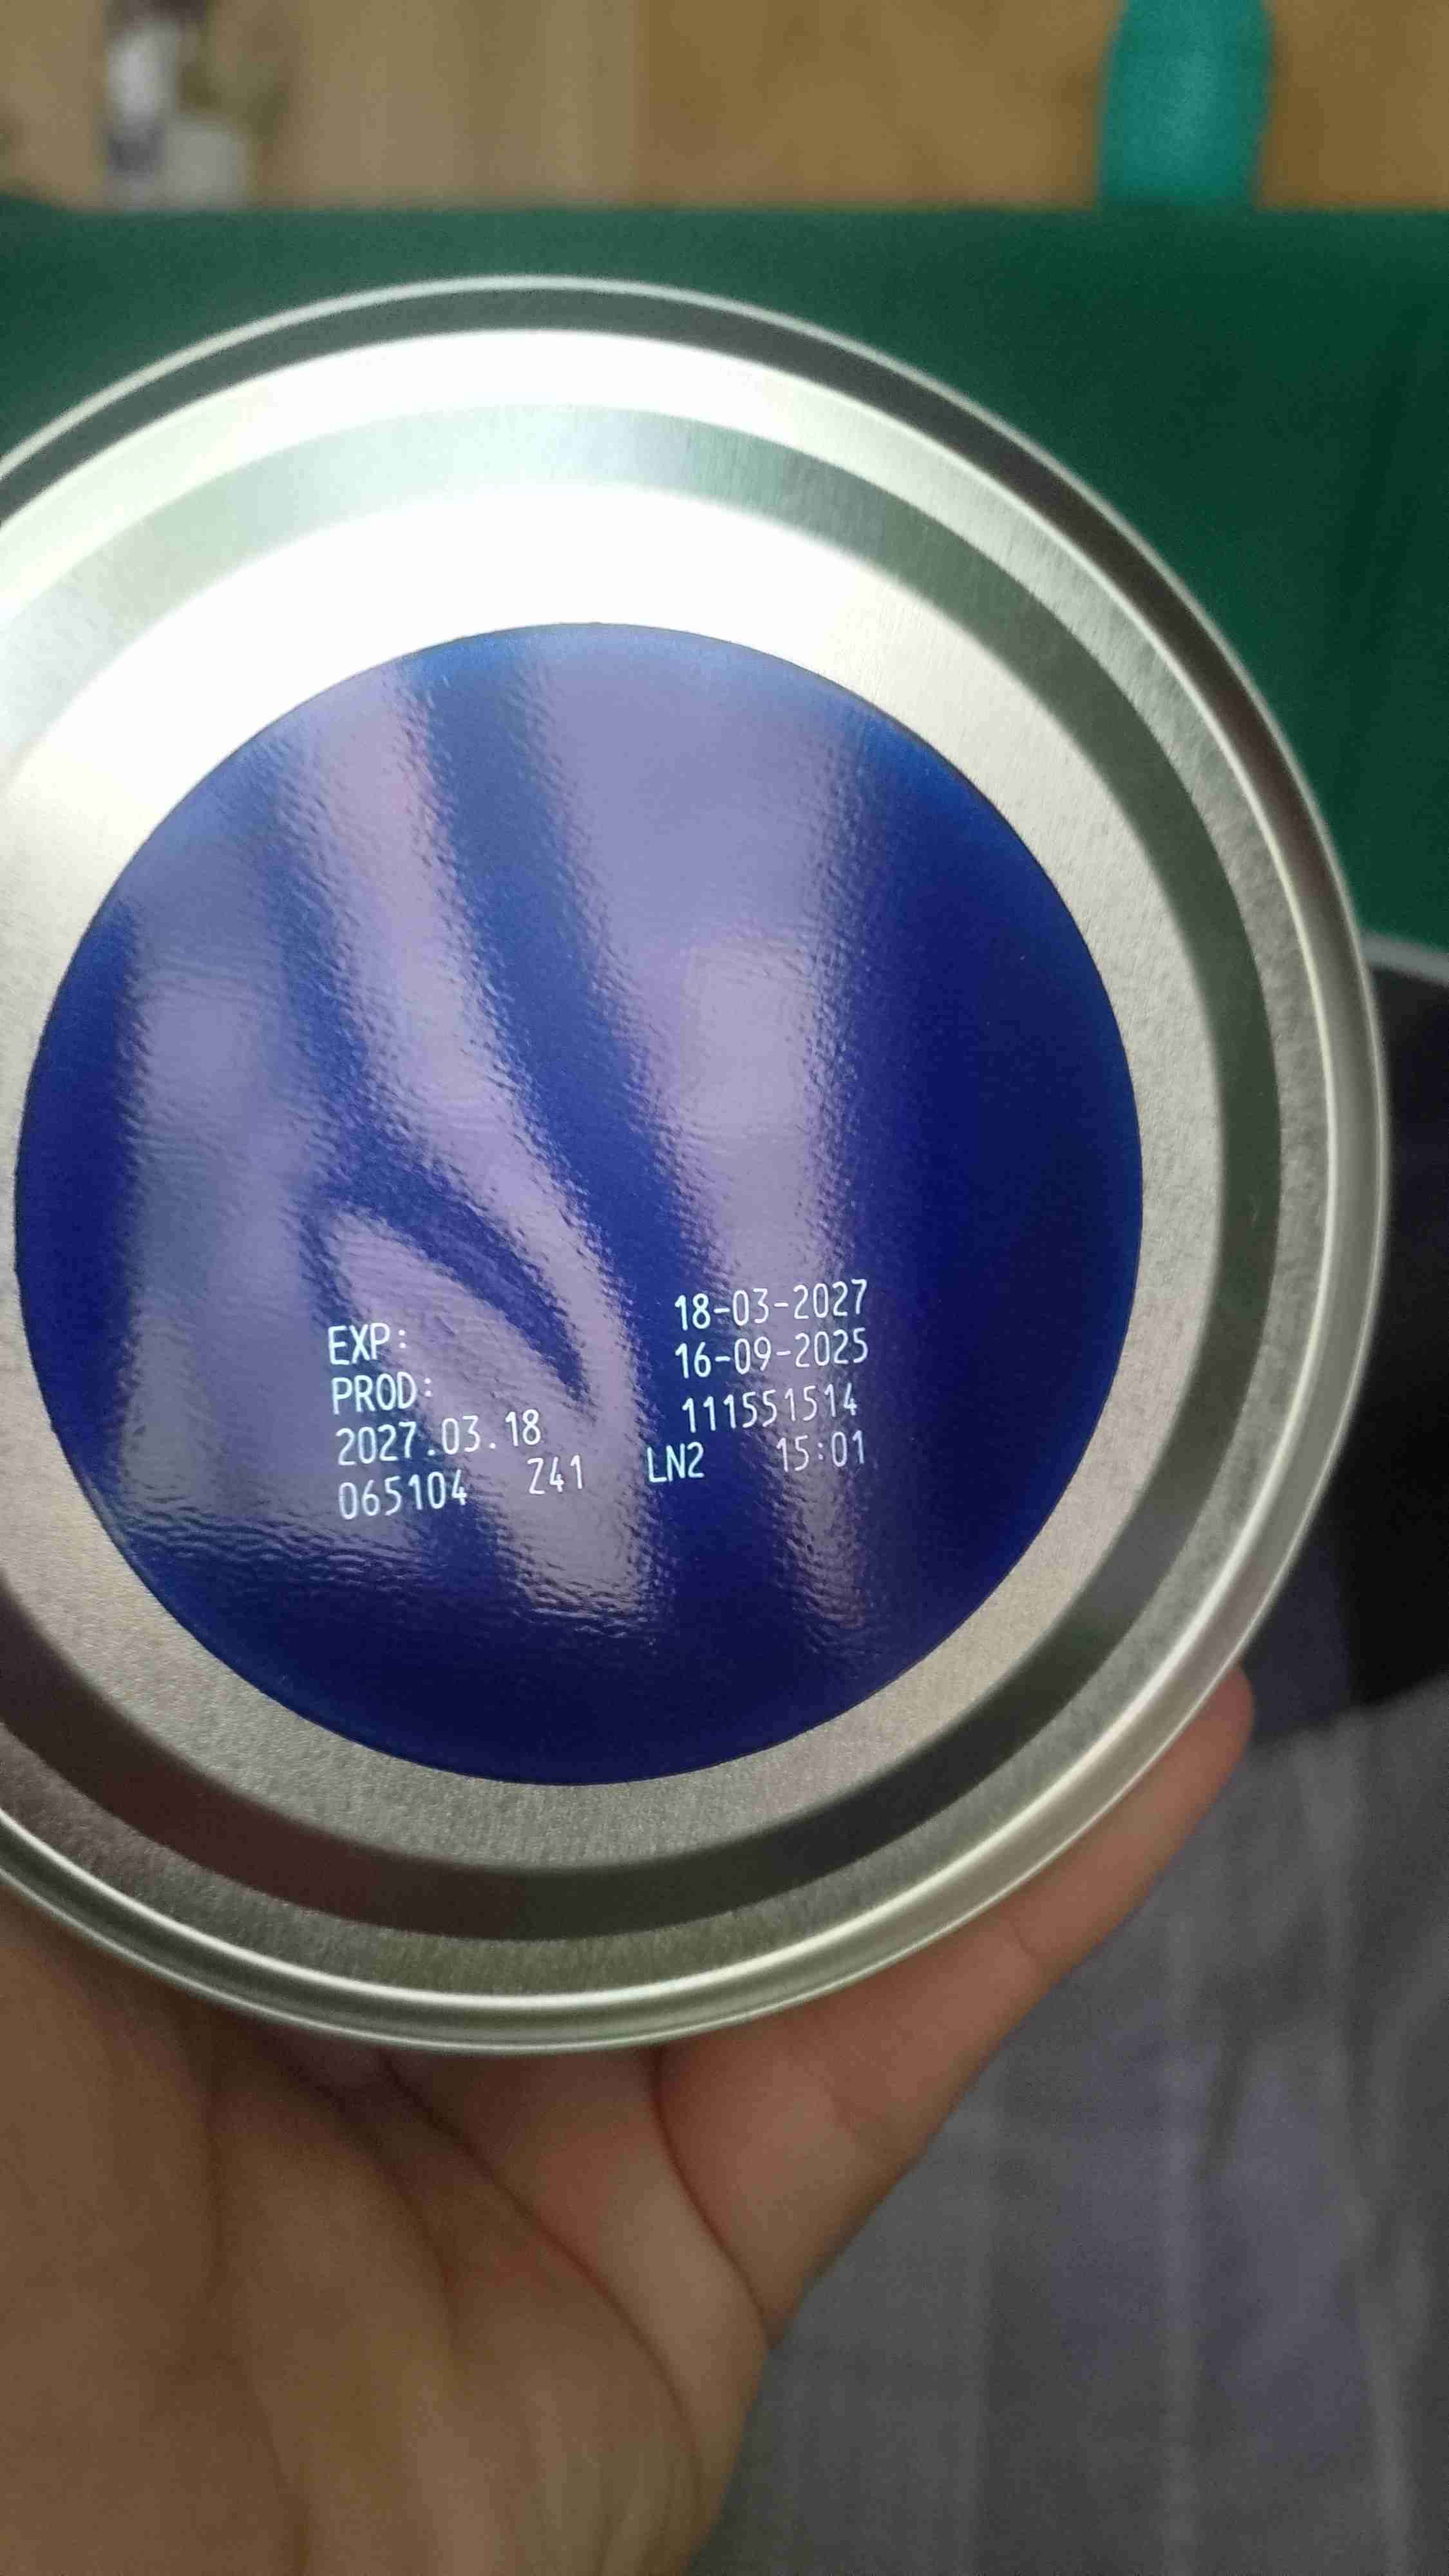 EXP: 18-03-2027
PROD: 16-09-2025
2027.03.18 111551514
065104 Z41 LN2 15:01